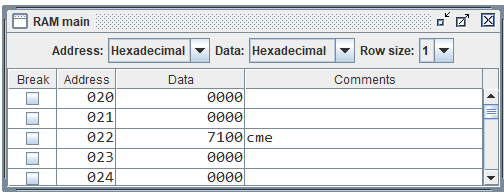 RAM main
Address: Hexadecimal Data: Hexadecimal Row size: 1
Break Address Data Comments
020 0000
021 0000
022 7100 cme
023 0000
024 0000